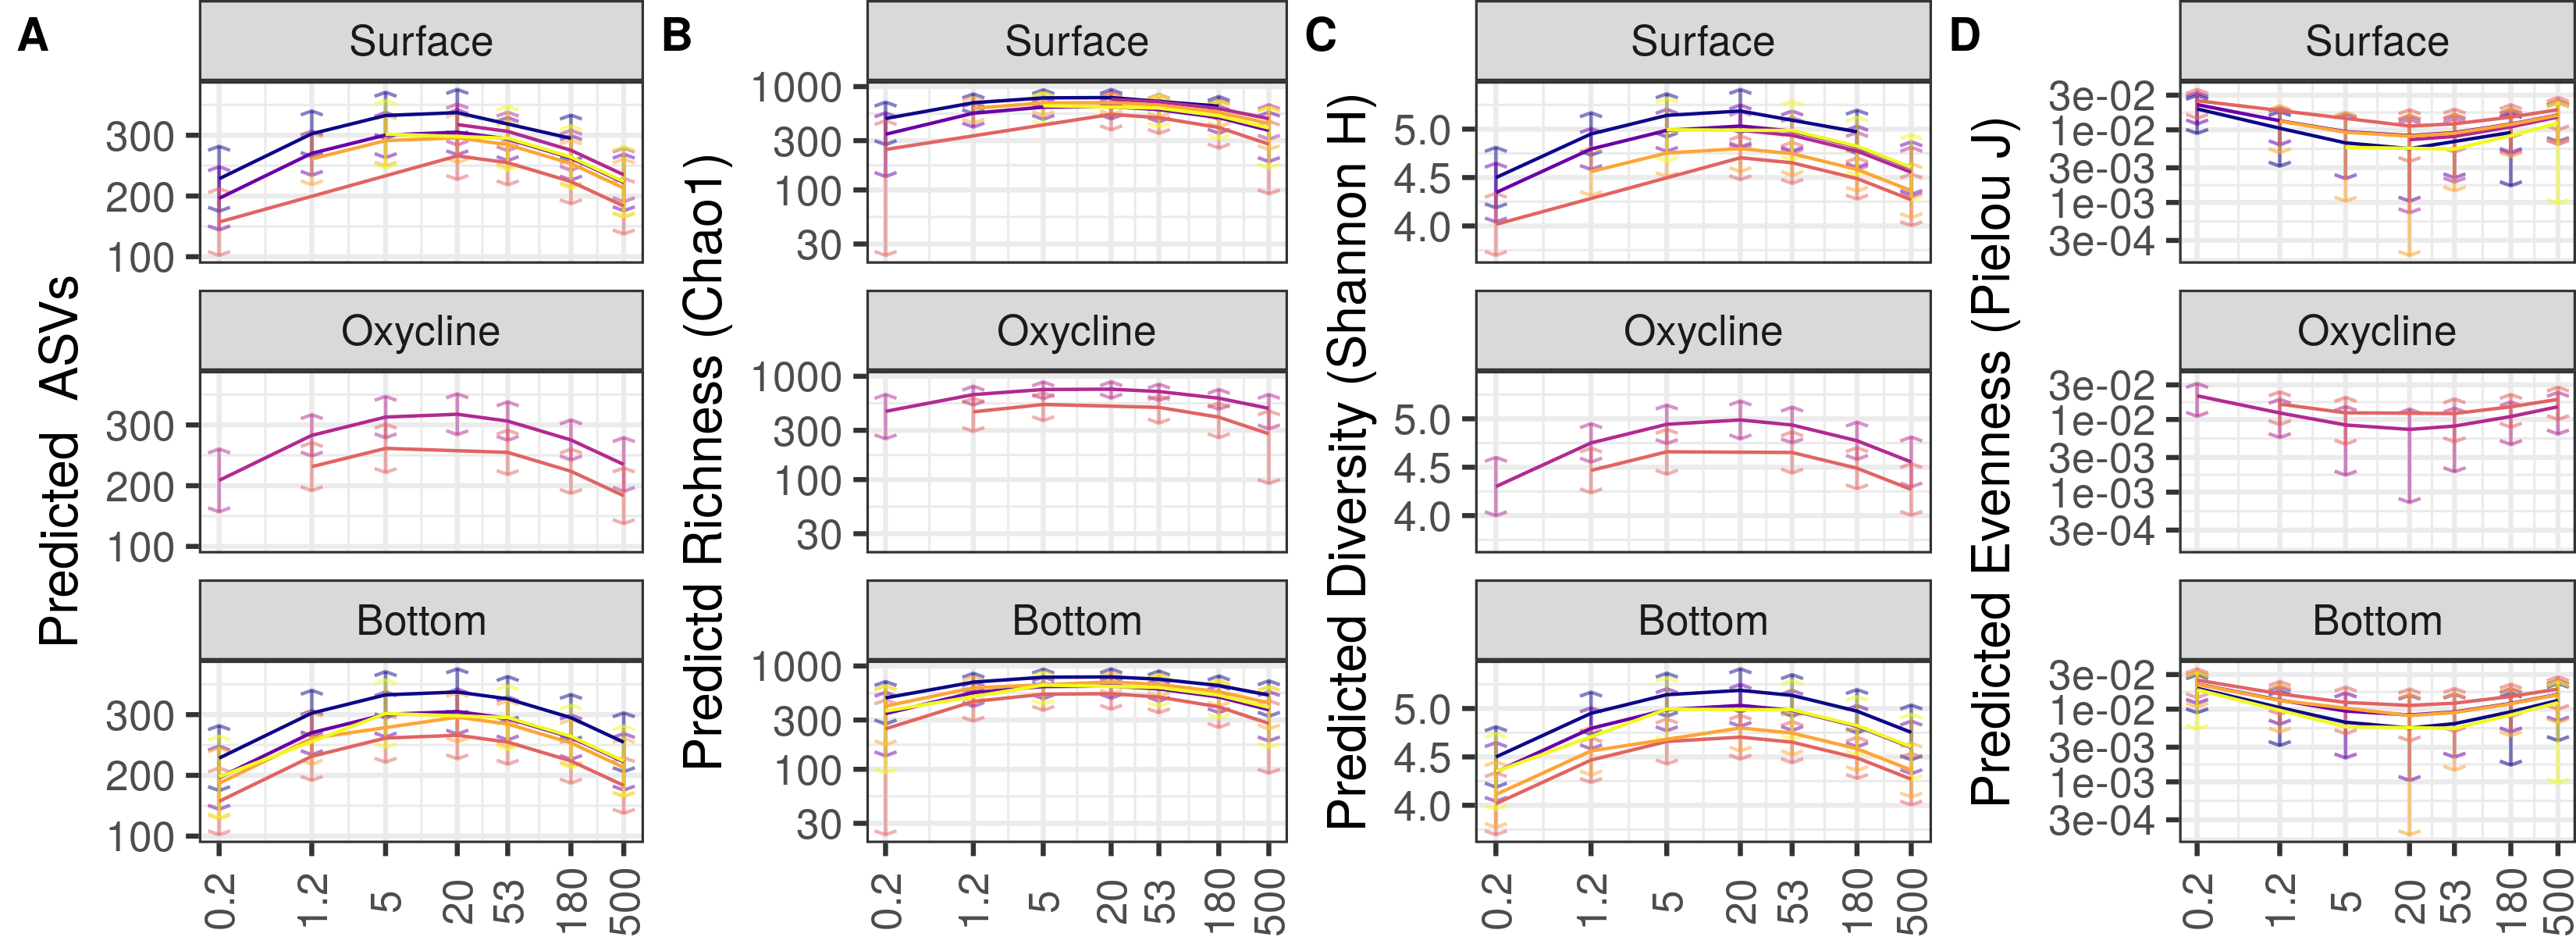 A
Predicted ASVs
Surface
300
200
100
Oxycline
300
200
100
Bottom
300
200
100
0.2
1.2
5
20
53
180
500
B
Predictd Richness (Chao1)
Surface
1000
300
100
30
Oxycline
1000
300
100
30
Bottom
1000
300
100
30
0.2
1.2
5
20
53
180
500
C
Predicted Diversity (Shannon H)
Surface
5.0
4.5
4.0
Oxycline
5.0
4.5
4.0
Bottom
5.0
4.5
4.0
0.2
1.2
5
20
53
180
500
D
Predicted Evenness (Pielou J)
Surface
3e-02
1e-02
3e-03
1e-03
3e-04
Oxycline
3e-02
1e-02
3e-03
1e-03
3e-04
Bottom
3e-02
1e-02
3e-03
1e-03
3e-04
0.2
1.2
5
20
53
180
500